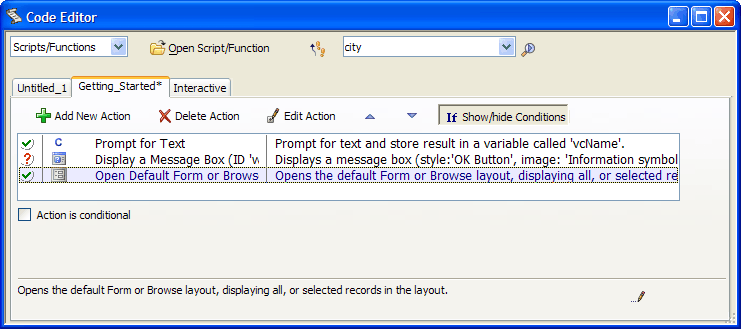 Code Editor
Scripts/Functions Open Script/Function city
Untitled_1 Getting_Started* Interactive
Add New Action Delete Action Edit Action If Show/hide Conditions
C Prompt for Text Prompt for text and store result in a variable called 'vcName'.
? Display a Message Box (ID 'v Displays a message box (style:'OK Button', image: 'Information symbol
Open Default Form or Brows Opens the default Form or Browse layout, displaying all, or selected re
Action is conditional
Opens the default Form or Browse layout, displaying all, or selected records in the layout.